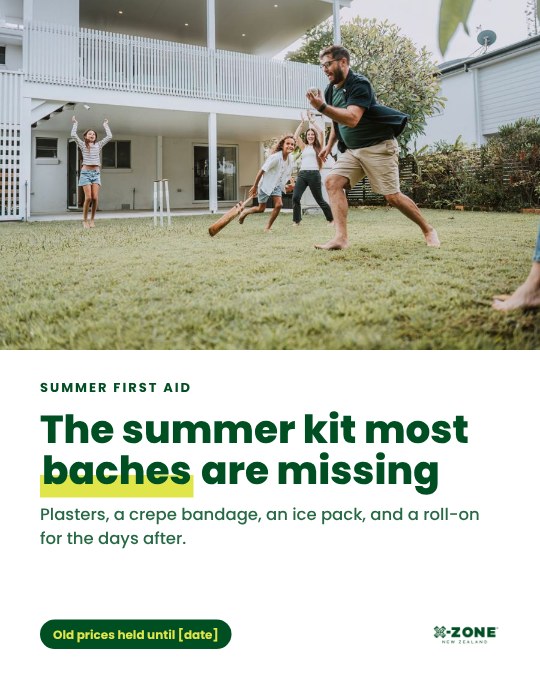 SUMMER FIRST AID
The summer kit most
baches are missing
Plasters, a crepe bandage, an ice pack, and a roll-on
for the days after.
Old prices held until [date]
X-ZONE
NEW ZEALAND